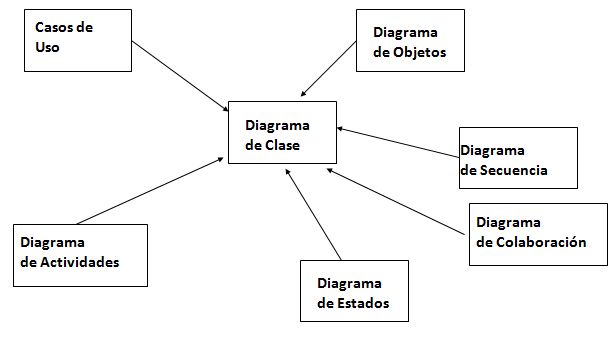 Casos de
Uso
Diagrama
de Objetos
Diagrama
de Clase
Diagrama
de Secuencia
Diagrama
de Colaboración
Diagrama
de Actividades
Diagrama
de Estados